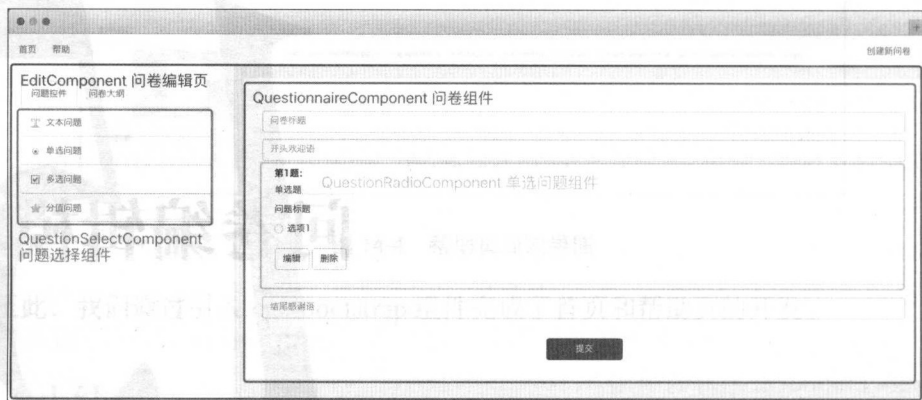 首页 帮助 创建新问卷
EditComponent 问卷编辑页
问题控件 问卷大纲
文本问题
单选问题
多选问题
分值问题
QuestionSelectComponent
问题选择组件
QuestionnaireComponent 问卷组件
问卷标题
开头欢迎语
第1题:
QuestionRadioComponent 单选问题组件
单选题
问题标题
选项1
编辑 删除
结尾感谢语
提交